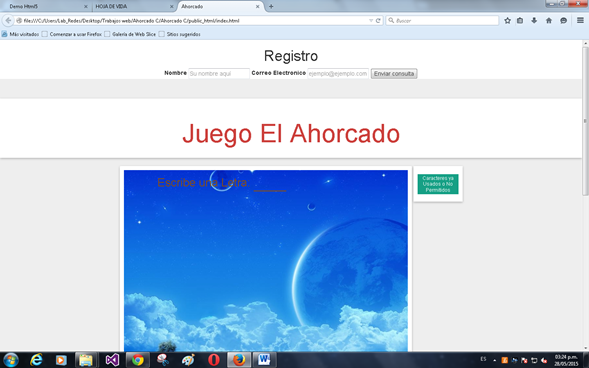 Demo Html5
HOJA DE VIDA
Ahorcado
file:///C:/Users/Lab_Redes/Desktop/Trabajos web/Ahorcado G/Ahorcado G/public_html/index.html
Buscar
Más visitados
Comenzar a usar Firefox
Galería de Web Slice
Sitios sugeridos
Registro
Nombre Su nombre aqui Correo Electronico ejemplo@ejemplo.com Enviar consulta
Juego El Ahorcado
Escribe una Letra:
Caracteres ya
Usados o No
Permitidos
ES
03:24 p.m.
28/05/2015